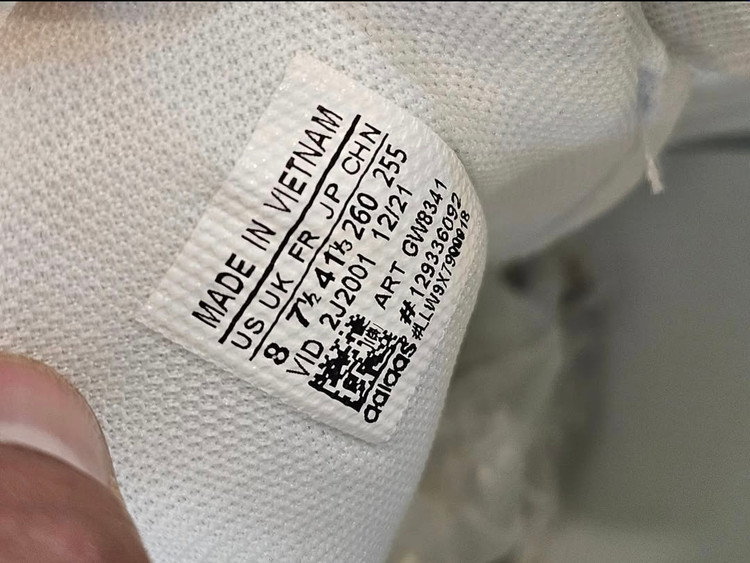 MADE IN VIETNAM
US UK FR JP CHN
8 7½ 41⅓ 260 255
VID 2J2001 12/21
ART GW8341
# 129336092
adidas